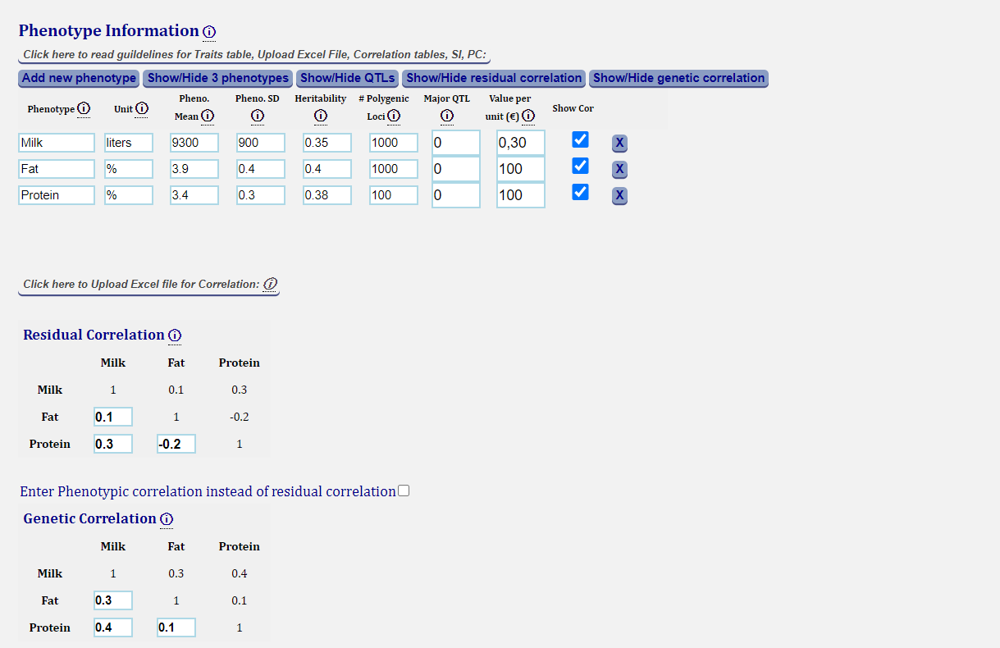 Phenotype Information ⓘ
Click here to read guildelines for Traits table, Upload Excel File, Correlation tables, SI, PC:
Add new phenotype Show/Hide 3 phenotypes Show/Hide QTLs Show/Hide residual correlation Show/Hide genetic correlation
Phenotype ⓘ Unit ⓘ Pheno. Mean ⓘ Pheno. SD ⓘ Heritability ⓘ # Polygenic Loci ⓘ Major QTL ⓘ Value per unit (€) ⓘ Show Cor
Milk liters 9300 900 0.35 1000 0 0,30 X
Fat % 3.9 0.4 0.4 1000 0 100 X
Protein % 3.4 0.3 0.38 100 0 100 X
Click here to Upload Excel file for Correlation: ⓘ
Residual Correlation ⓘ
Milk Fat Protein
Milk 1 0.1 0.3
Fat 0.1 1 -0.2
Protein 0.3 -0.2 1
Enter Phenotypic correlation instead of residual correlation
Genetic Correlation ⓘ
Milk Fat Protein
Milk 1 0.3 0.4
Fat 0.3 1 0.1
Protein 0.4 0.1 1